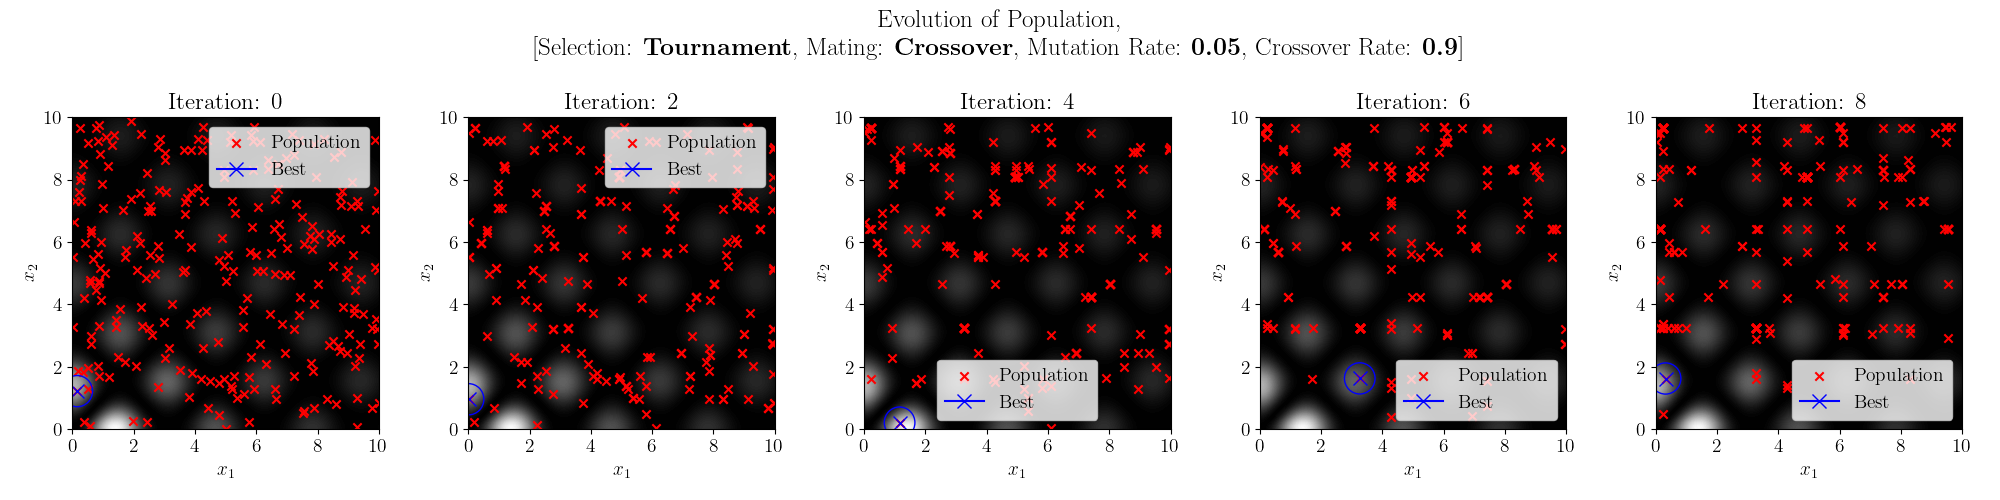 Evolution of Population,
[Selection: Tournament, Mating: Crossover, Mutation Rate: 0.05, Crossover Rate: 0.9]
Iteration: 0
10
8
6
4
2
0
x2
0 2 4 6 8 10
x1
Population
Best
Iteration: 2
10
8
6
4
2
0
x2
0 2 4 6 8 10
x1
Population
Best
Iteration: 4
10
8
6
4
2
0
x2
0 2 4 6 8 10
x1
Population
Best
Iteration: 6
10
8
6
4
2
0
x2
0 2 4 6 8 10
x1
Population
Best
Iteration: 8
10
8
6
4
2
0
x2
0 2 4 6 8 10
x1
Population
Best